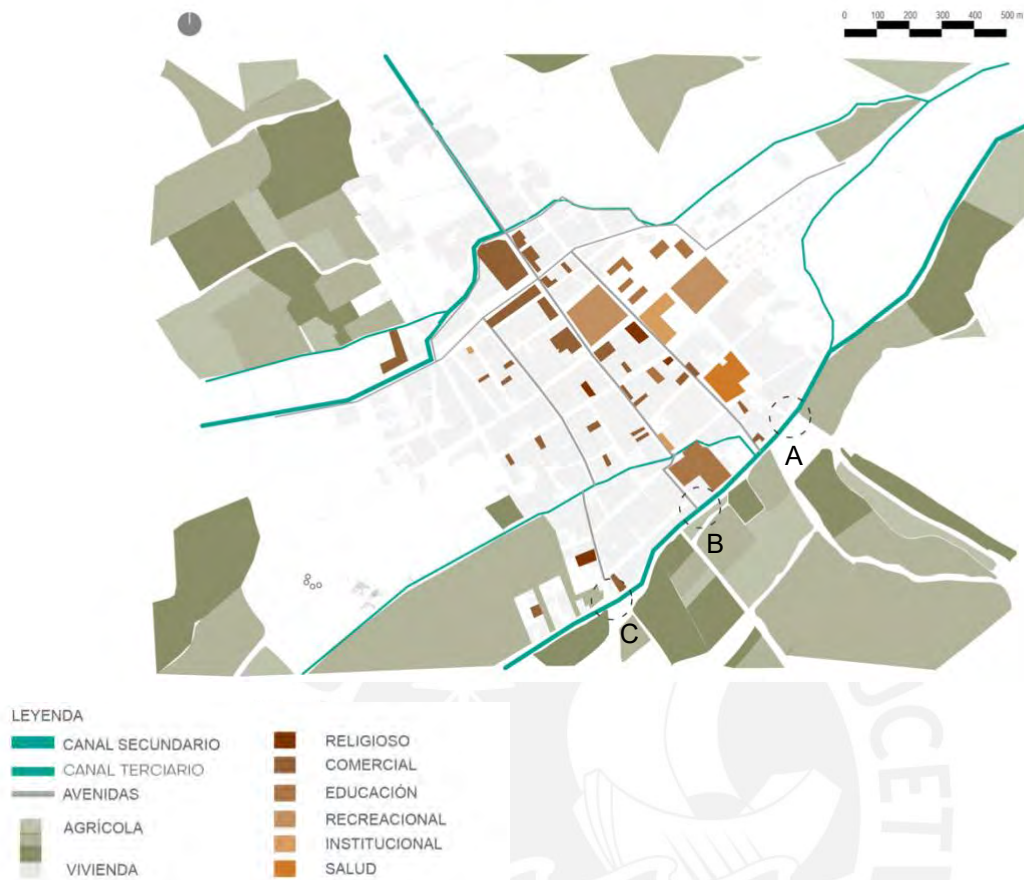 0 100 200 300 400 500 m
A
B
C
LEYENDA
CANAL SECUNDARIO
CANAL TERCIARIO
AVENIDAS
AGRÍCOLA
VIVIENDA
RELIGIOSO
COMERCIAL
EDUCACIÓN
RECREACIONAL
INSTITUCIONAL
SALUD